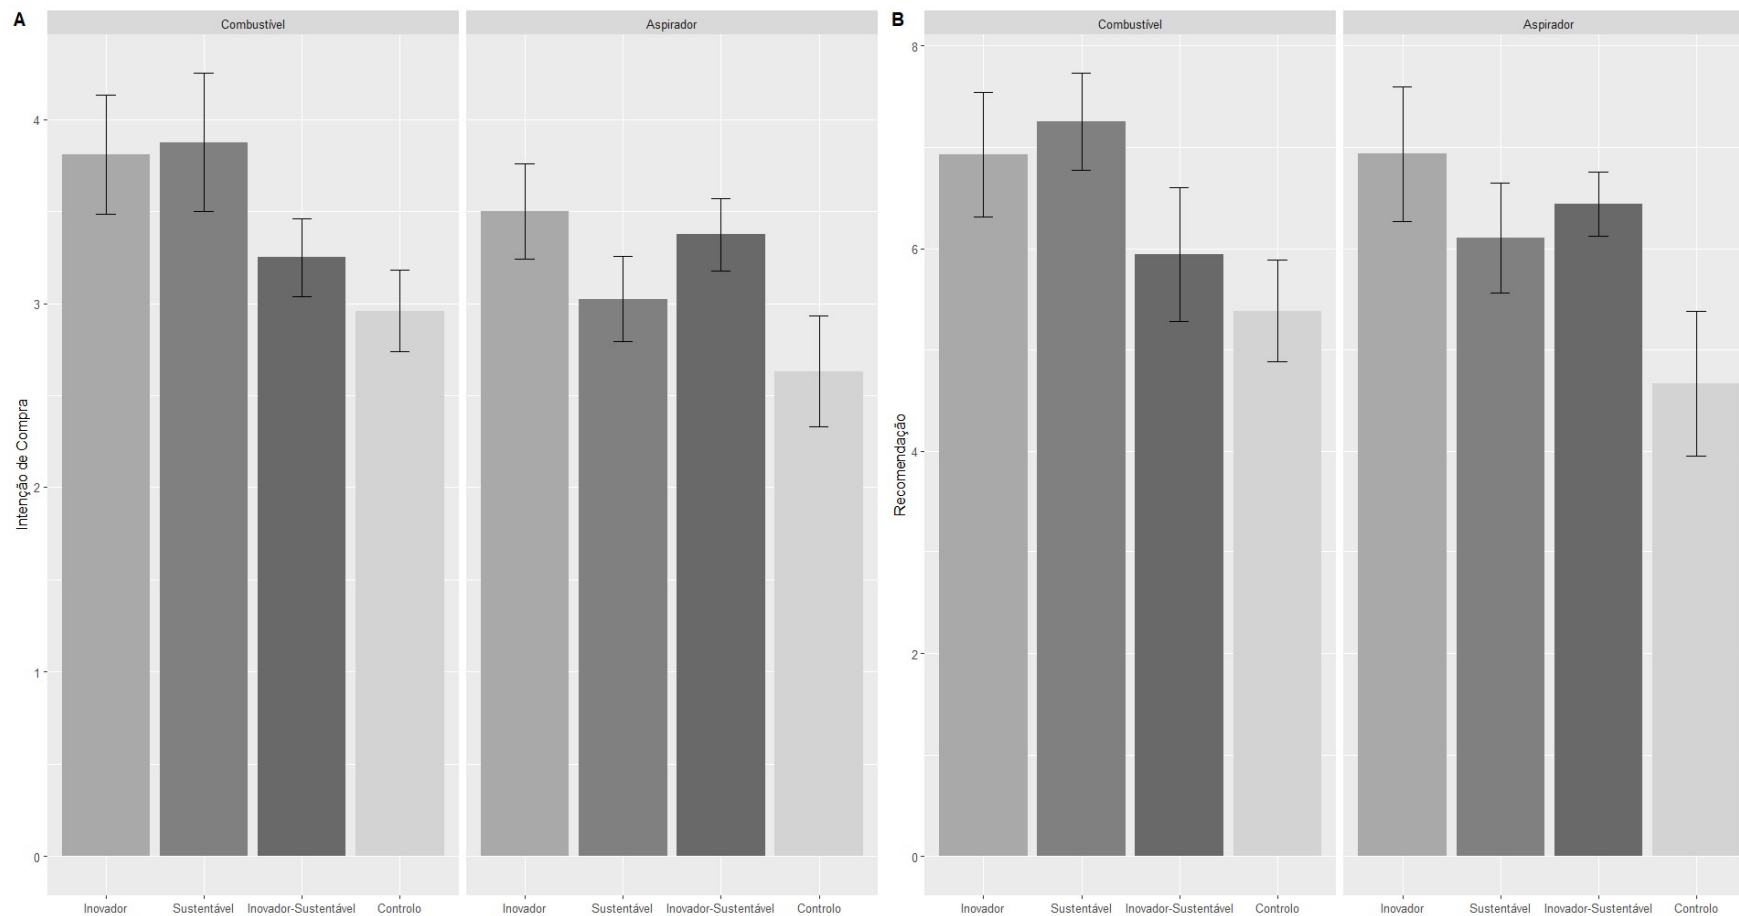 A
Combustível
Aspirador
4
3
2
1
0
Intenção de Compra
Inovador
Sustentável
Inovador-Sustentável
Controlo
Inovador
Sustentável
Inovador-Sustentável
Controlo
B
Combustível
Aspirador
8
6
4
2
0
Recomendação
Inovador
Sustentável
Inovador-Sustentável
Controlo
Inovador
Sustentável
Inovador-Sustentável
Controlo